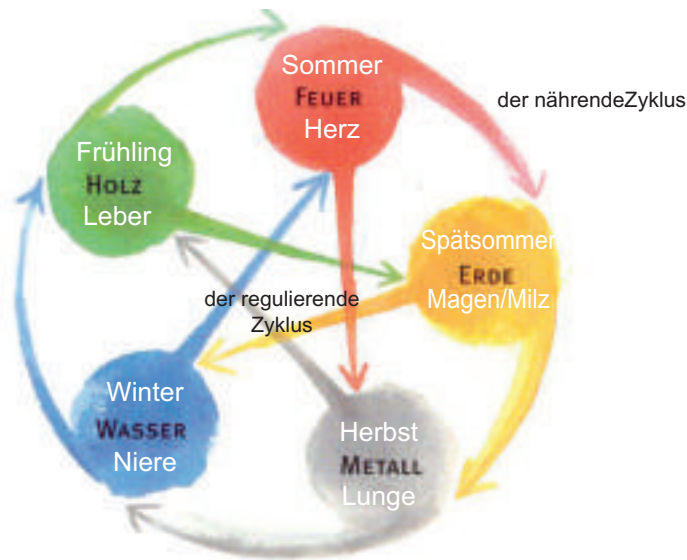 Sommer
FEUER
Herz
der nährendeZyklus
Frühling
HOLZ
Leber
Spätsommer
ERDE
Magen/Milz
der regulierende
Zyklus
Winter
WASSER
Niere
Herbst
METALL
Lunge